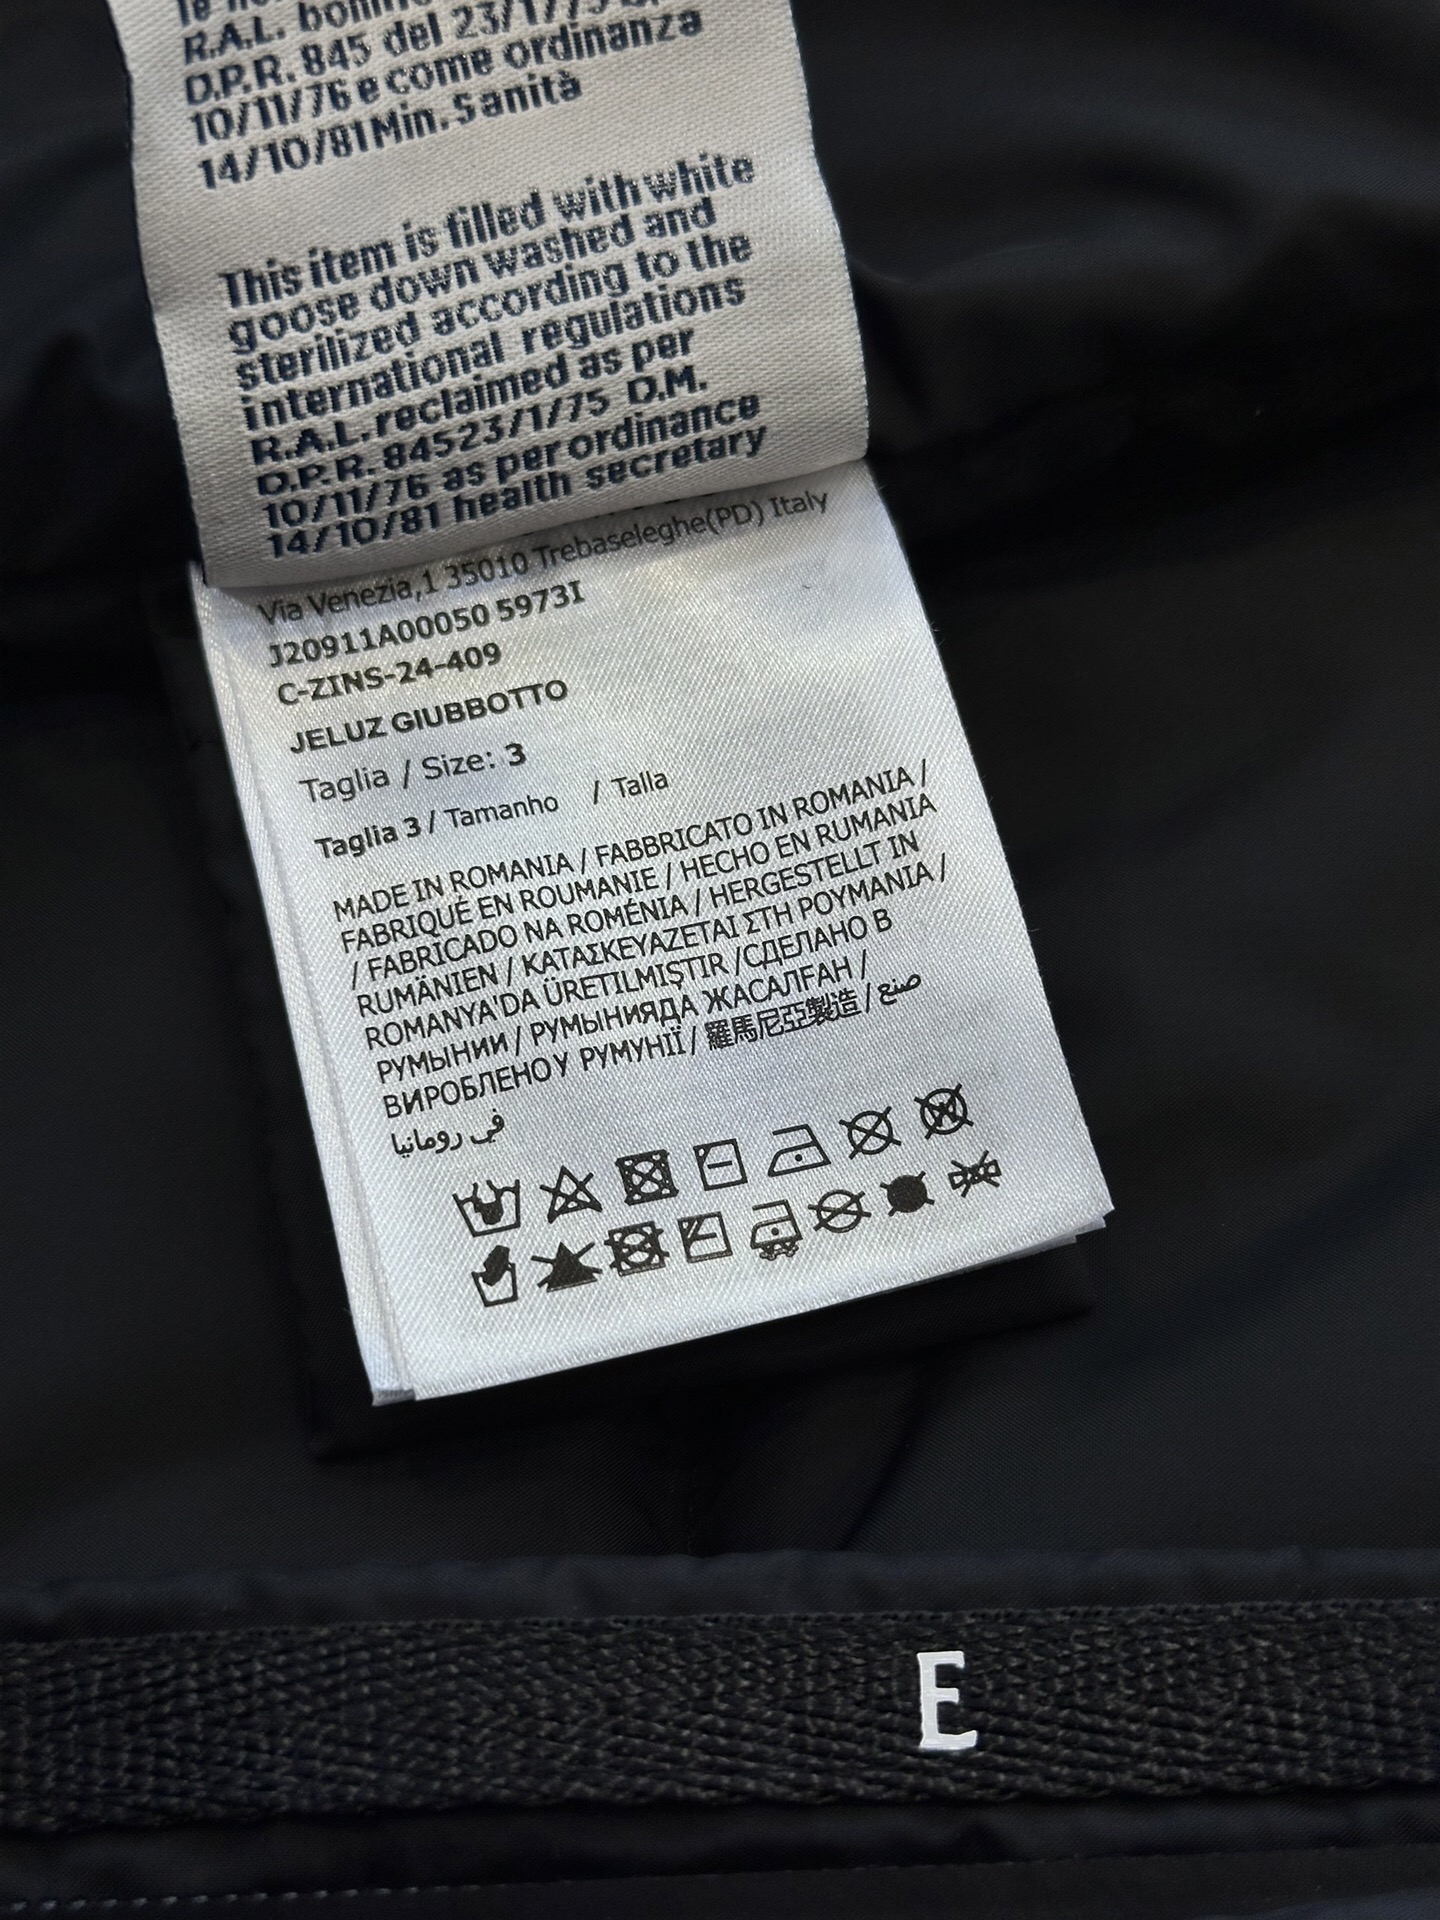 R.A.L.
D.P.R. 845 del 23/1/75
10/11/76 e come ordinanza
14/10/81 Min. Sanità
This item is filled with white
goose down washed and
sterilized according to the
international regulations
R.A.L. reclaimed as per
D.P.R. 84523/1/75 D.M.
10/11/76 as per ordinance
14/10/81 health secretary
Via Venezia,1 35010 Trebaseleghe(PD) Italy
J20911A00050 5973I
C-ZINS-24-409
JELUZ GIUBBOTTO
Taglia / Size: 3
Taglia 3 / Tamanho / Talla
MADE IN ROMANIA / FABBRICATO IN ROMANIA /
FABRIQUÉ EN ROUMANIE / HECHO EN RUMANIA
/ FABRICADO NA ROMÉNIA / HERGESTELLT IN
RUMÄNIEN / ΚΑΤΑΣΚΕΥΑΖΕΤΑΙ ΣΤΗ ΡΟΥΜΑΝΙΑ /
ROMANYA'DA ÜRETILMIŞTIR /СДЕЛАНО В
РУМЫНИИ / РУМЫНИЯДА ЖАСАЛҒАН /
ВИРОБЛЕНО У РУМУНІЇ / 羅馬尼亞製造 / صنع
في رومانيا
E